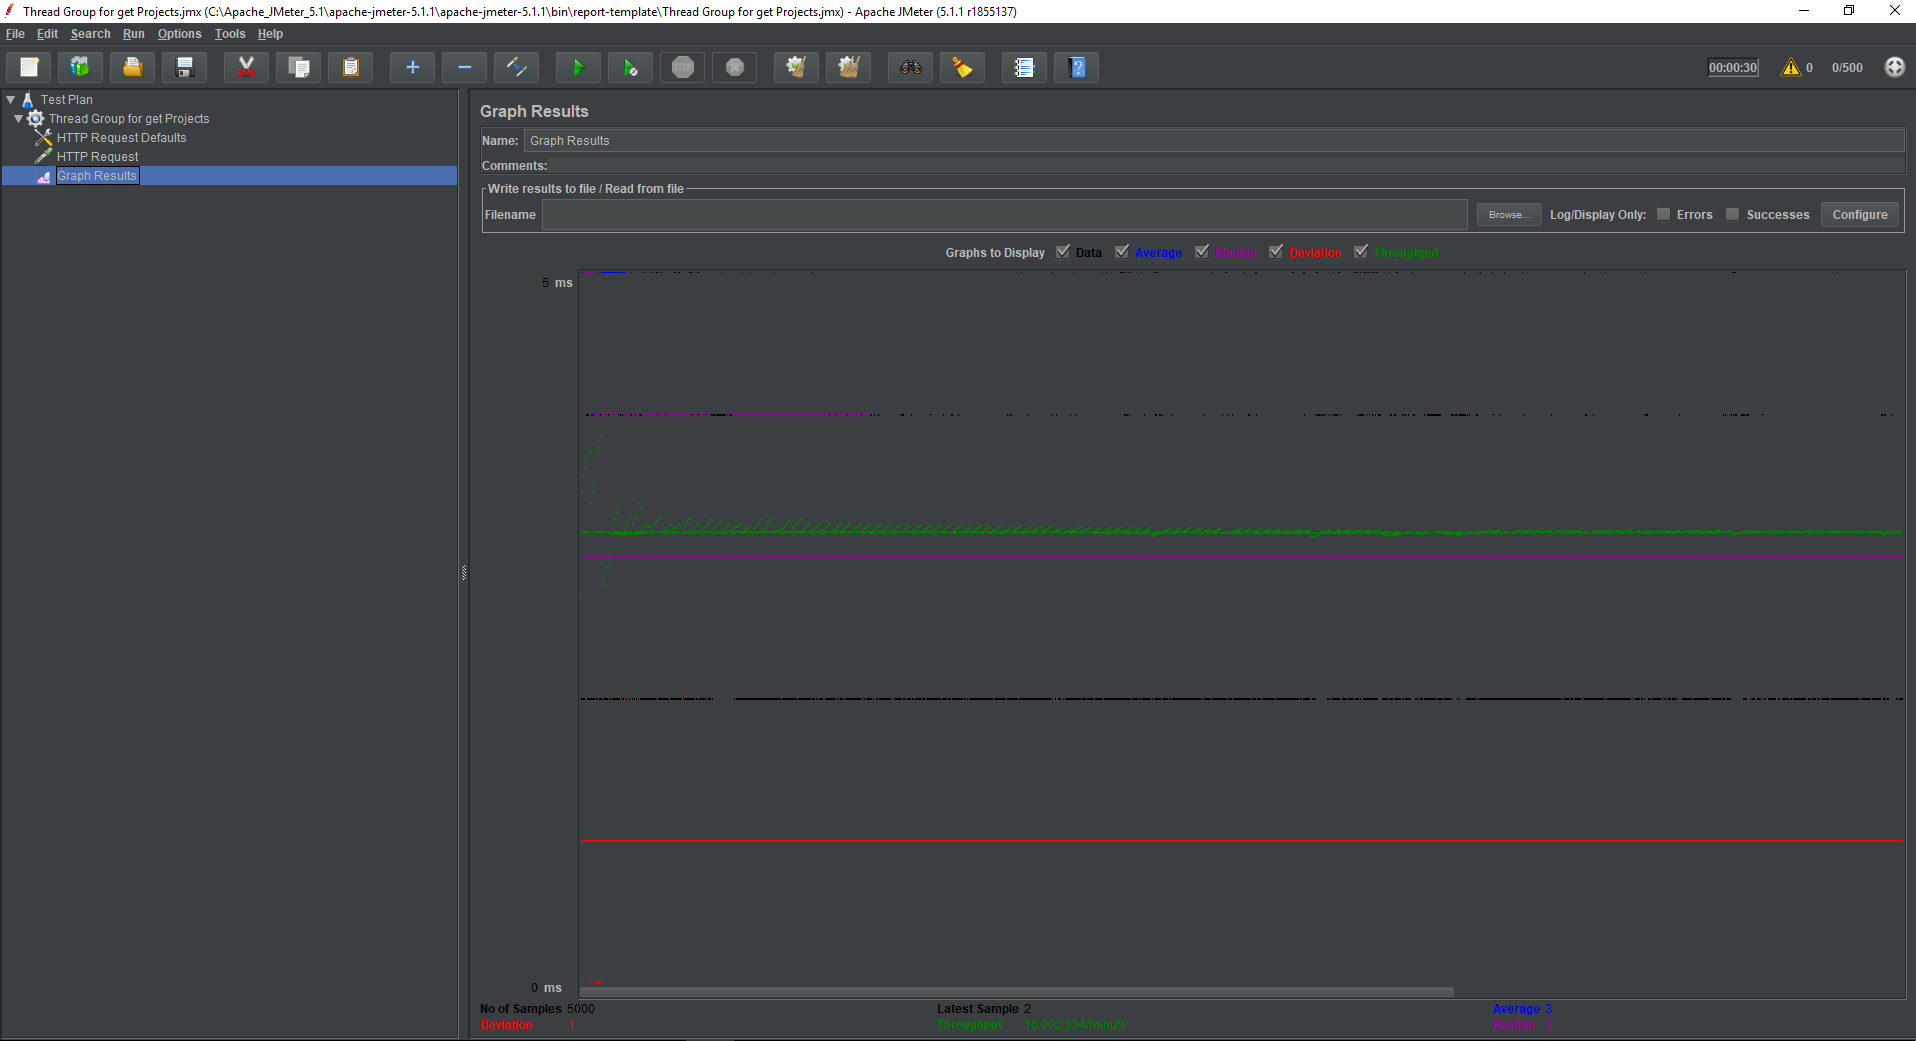 Thread Group for get Projects.jmx (C:\Apache_JMeter_5.1\apache-jmeter-5.1.1\apache-jmeter-5.1.1\bin\report-template\Thread Group for get Projects.jmx) - Apache JMeter (5.1.1 r1855137)
File Edit Search Run Options Tools Help
STOP 00:00:30 0 0/500
Test Plan
Thread Group for get Projects
HTTP Request Defaults
HTTP Request
Graph Results
Graph Results
Name: Graph Results
Comments:
Write results to file / Read from file
Filename Browse... Log/Display Only: Errors Successes Configure
Graphs to Display Data Average Median Deviation Throughput
5 ms
0 ms
No of Samples 5000 Latest Sample 2 Average 3
Deviation 1 Throughput 10,002.334/minute Median 3